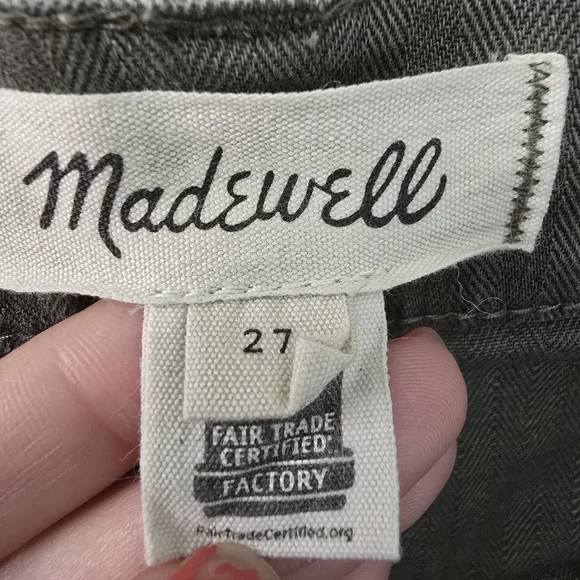 Madewell
27
FAIR TRADE
CERTIFIED
FACTORY
FairTradeCertified.org